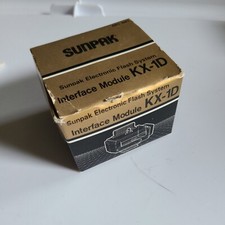 SUNPAK
Sunpak Electronic Flash System
Interface Module KX-1D
Sunpak Electronic Flash System
Interface Module KX-1D